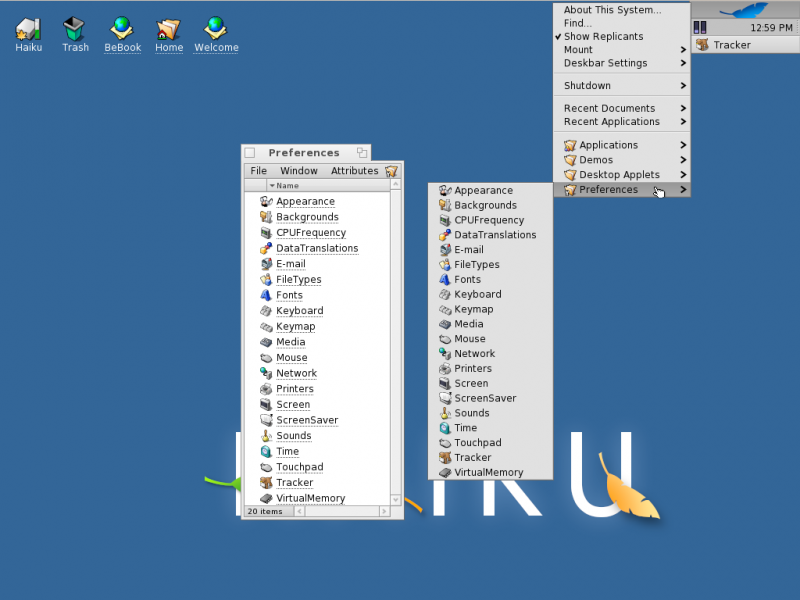 Haiku
Trash
BeBook
Home
Welcome
About This System...
Find...
Show Replicants
Mount
Deskbar Settings
Shutdown
Recent Documents
Recent Applications
Applications
Demos
Desktop Applets
Preferences
12:59 PM
Tracker
Preferences
File Window Attributes
Name
Appearance
Backgrounds
CPUFrequency
DataTranslations
E-mail
FileTypes
Fonts
Keyboard
Keymap
Media
Mouse
Network
Printers
Screen
ScreenSaver
Sounds
Time
Touchpad
Tracker
VirtualMemory
20 items
Appearance
Backgrounds
CPUFrequency
DataTranslations
E-mail
FileTypes
Fonts
Keyboard
Keymap
Media
Mouse
Network
Printers
Screen
ScreenSaver
Sounds
Time
Touchpad
Tracker
VirtualMemory